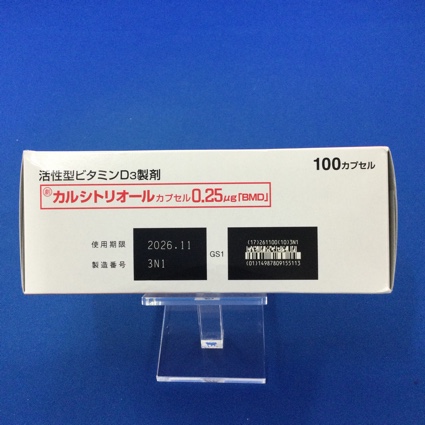 活性型ビタミンD3製剤
100カプセル
劇 カルシトリオールカプセル0.25μg「BMD」
使用期限 2026.11
製造番号 3N1
GS1
(17)261100(10)3N1
(01)14987809155113